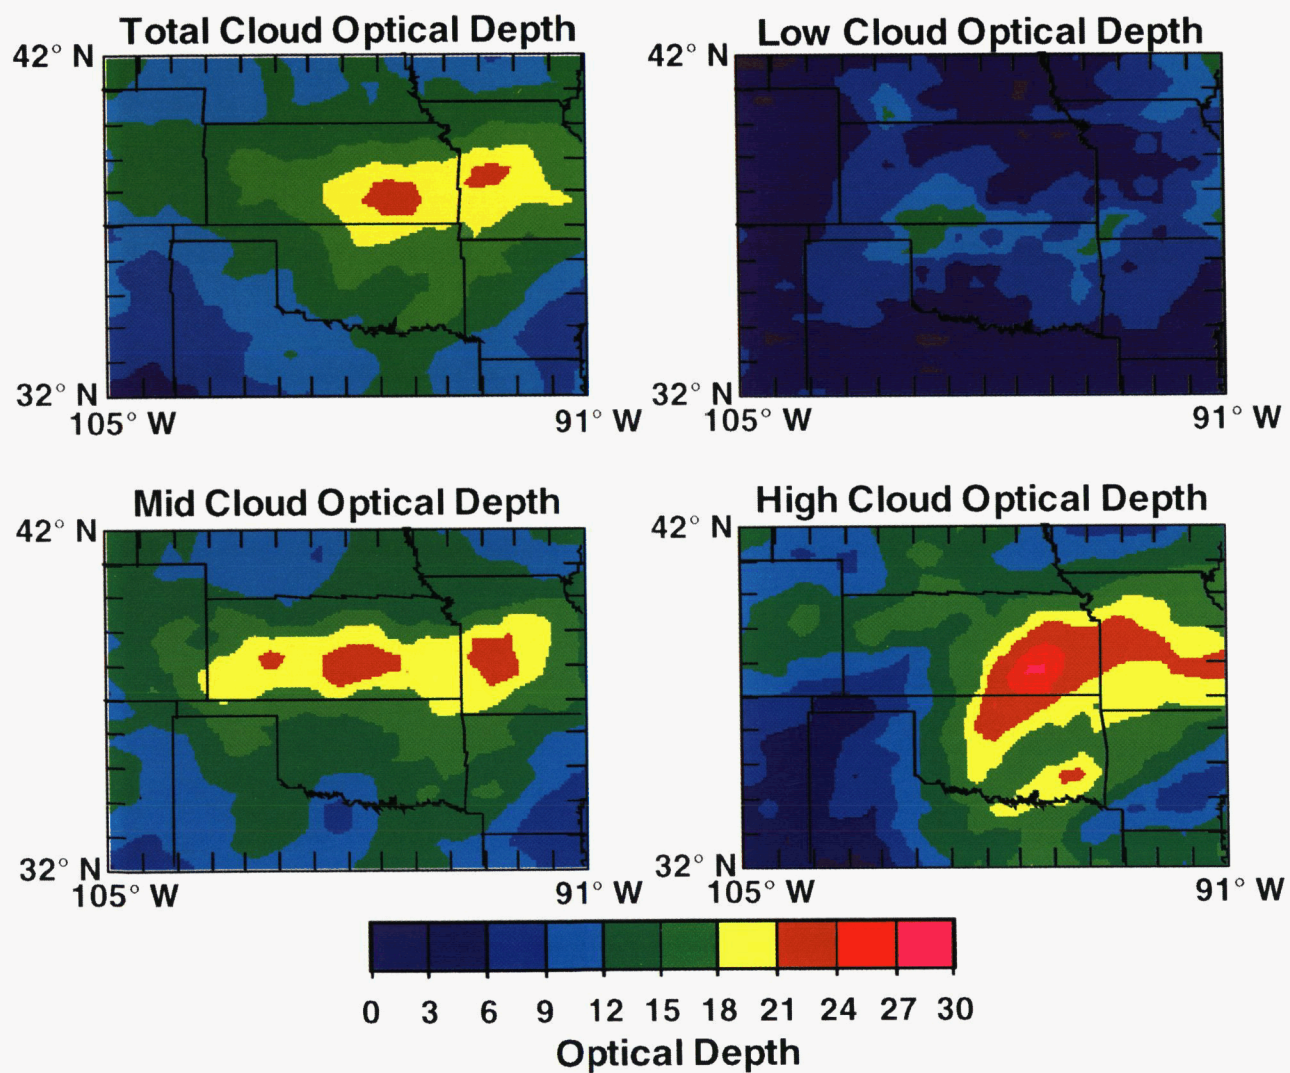 Total Cloud Optical Depth
Low Cloud Optical Depth
42° N
42° N
32° N
32° N
105° W
91° W
105° W
91° W
Mid Cloud Optical Depth
High Cloud Optical Depth
42° N
42° N
32° N
32° N
105° W
91° W
105° W
91° W
0 3 6 9 12 15 18 21 24 27 30
Optical Depth